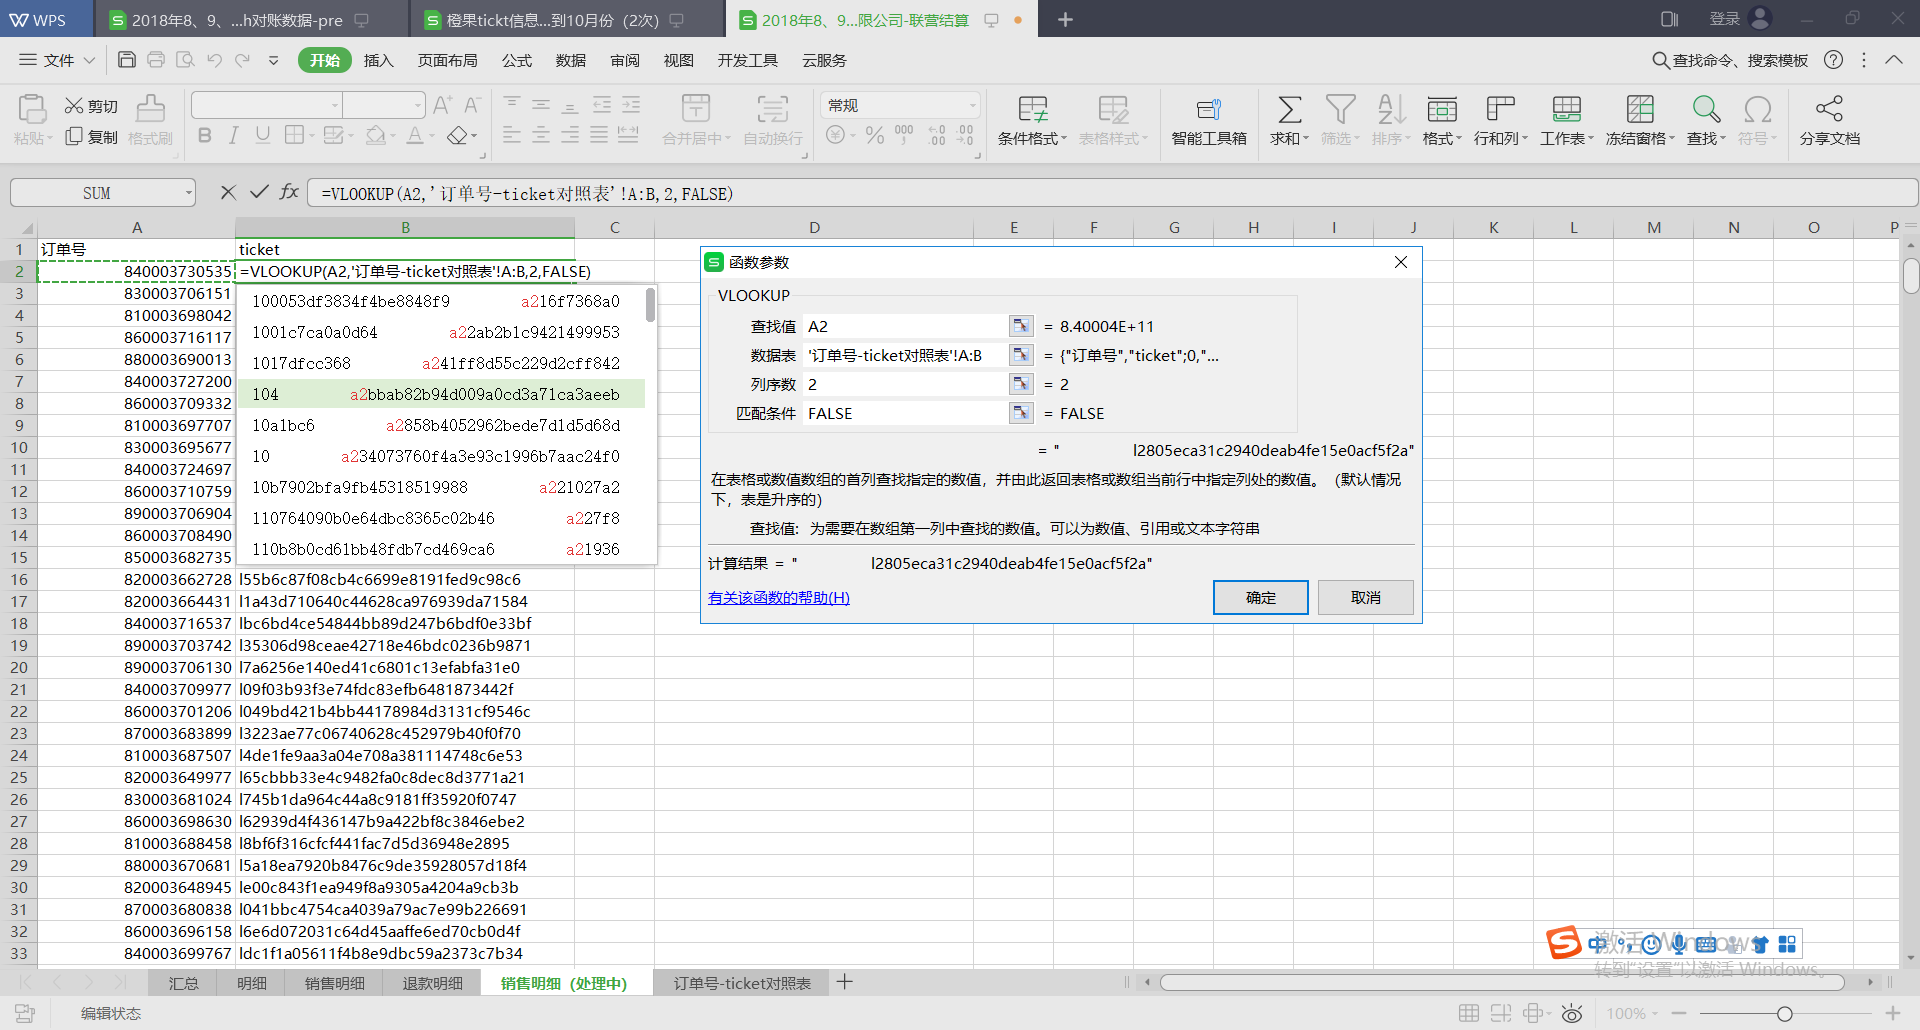 WPS
2018年8、9、...h对账数据-pre
橙果tickt信息...到10月份（2次）
2018年8、9...限公司-联营结算
登录
文件
开始
插入
页面布局
公式
数据
审阅
视图
开发工具
云服务
查找命令、搜索模板
粘贴
剪切
复制
格式刷
合并居中
自动换行
常规
条件格式
表格样式
智能工具箱
求和
筛选
排序
格式
行和列
工作表
冻结窗格
查找
符号
分享文档
SUM
=VLOOKUP(A2,'订单号-ticket对照表'!A:B,2,FALSE)
A B C D E F G H I J K L M N O P
1 订单号 ticket
2 840003730535 =VLOOKUP(A2,'订单号-ticket对照表'!A:B,2,FALSE)
3 830003706151
4 810003698042
5 860003716117
6 880003690013
7 840003727200
8 860003709332
9 810003697707
10 830003695677
11 840003724697
12 860003710759
13 890003706904
14 860003708490
15 850003682735
100053df3834f4be8848f9 a216f7368a0
1001c7ca0a0d64 a22ab2b1c9421499953
1017dfcc368 a241ff8d55c229d2cff842
104 a2bbab82b94d009a0cd3a71ca3aeeb
10a1bc6 a2858b4052962bede7d1d5d68d
10 a234073760f4a3e93c1996b7aac24f0
10b7902bfa9fb45318519988 a221027a2
110764090b0e64dbc8365c02b46 a227f8
110b8b0cd61bb48fdb7cd469ca6 a21936
16 820003662728 l55b6c87f08cb4c6699e8191fed9c98c6
17 820003664431 l1a43d710640c44628ca976939da71584
18 840003716537 lbc6bd4ce54844bb89d247b6bdf0e33bf
19 890003703742 l35306d98ceae42718e46bdc0236b9871
20 890003706130 l7a6256e140ed41c6801c13efabfa31e0
21 840003709977 l09f03b93f3e74fdc83efb6481873442f
22 860003701206 l049bd421b4bb44178984d3131cf9546c
23 870003683899 l3223ae77c06740628c452979b40f0f70
24 810003687507 l4de1fe9aa3a04e708a381114748c6e53
25 820003649977 l65cbbb33e4c9482fa0c8dec8d3771a21
26 830003681024 l745b1da964c44a8c9181ff35920f0747
27 860003698630 l62939d4f436147b9a422bf8c3846ebe2
28 810003688458 l8bf6f316cfcf441fac7d5d36948e2895
29 880003670681 l5a18ea7920b8476c9de35928057d18f4
30 820003648945 le00c843f1ea949f8a9305a4204a9cb3b
31 870003680838 l041bbc4754ca4039a79ac7e99b226691
32 860003696158 l6e6d072031c64d45aaffe6ed70cb0d4f
33 840003699767 ldc1f1a05611f4b8e9dbc59a2373c7b34
函数参数
VLOOKUP
查找值 A2 = 8.40004E+11
数据表 '订单号-ticket对照表'!A:B = {"订单号","ticket";0,"...
列序数 2 = 2
匹配条件 FALSE = FALSE
= " l2805eca31c2940deab4fe15e0acf5f2a"
在表格或数值数组的首列查找指定的数值，并由此返回表格或数组当前行中指定列处的数值。（默认情况
下，表是升序的）
查找值: 为需要在数组第一列中查找的数值。可以为数值、引用或文本字符串
计算结果 = " l2805eca31c2940deab4fe15e0acf5f2a"
有关该函数的帮助(H)
确定
取消
中
激活 Windows
转到"设置"以激活 Windows。
汇总
明细
销售明细
退款明细
销售明细（处理中）
订单号-ticket对照表
编辑状态
100%